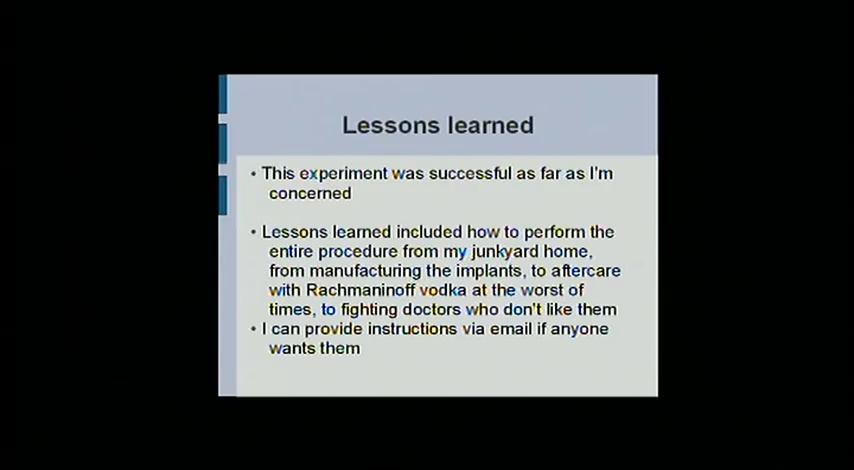 Lessons learned
• This experiment was successful as far as I'm
concerned
• Lessons learned included how to perform the
entire procedure from my junkyard home,
from manufacturing the implants, to aftercare
with Rachmaninoff vodka at the worst of
times, to fighting doctors who don't like them
• I can provide instructions via email if anyone
wants them